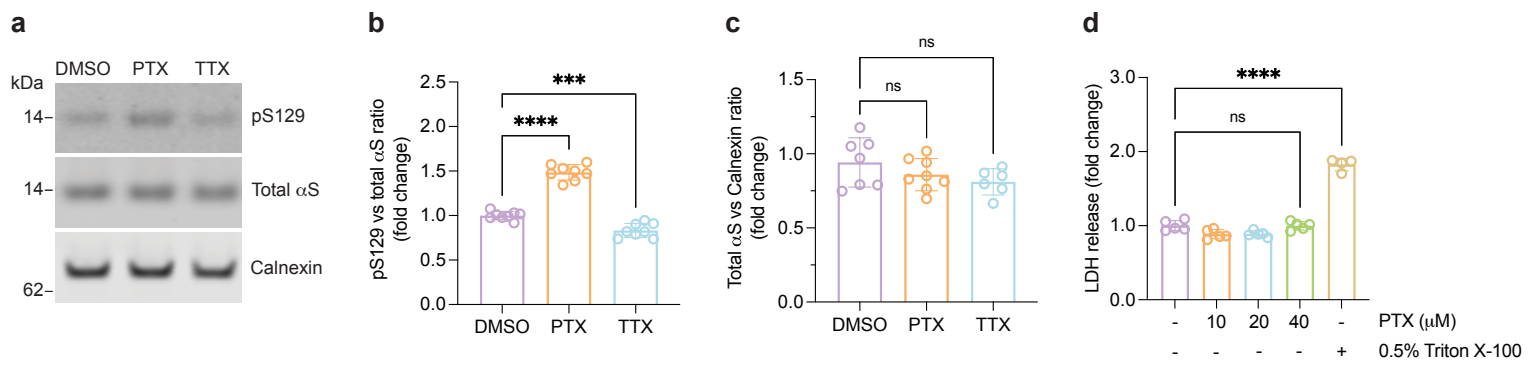 a
kDa
DMSO PTX TTX
14
pS129
14
Total αS
Calnexin
62
b
pS129 vs total αS ratio
(fold change)
2.5
2.0
1.5
1.0
0.5
0.0
***
****
DMSO PTX TTX
c
Total αS vs Calnexin ratio
(fold change)
1.5
1.0
0.5
0.0
ns
ns
DMSO PTX TTX
d
LDH release (fold change)
3.0
2.0
1.0
0.0
****
ns
- 10 20 40 - PTX (μM)
- - - - + 0.5% Triton X-100